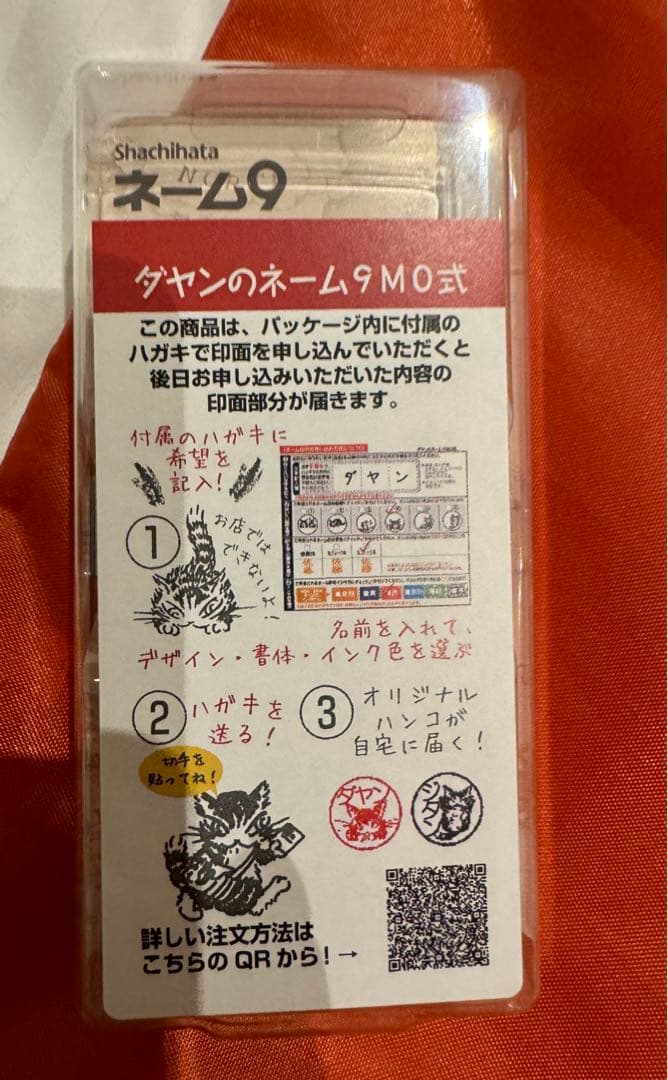 Shachihata
ネーム9
ダヤンのネーム9MO式
この商品は、パッケージ内に付属の
ハガキで印面を申し込んでいただくと
後日お申し込みいただいた内容の
印面部分が届きます。
付属のハガキに
希望を
記入!
ダヤン
①
お店では
できないよ!
名前を入れて、
デザイン・書体・インク色を選ぶ
②
ハガキを
送る!
③
オリジナル
ハンコが
自宅に届く!
切手を
貼ってね!
ダヤン
ジタン
詳しい注文方法は
こちらのQRから!→